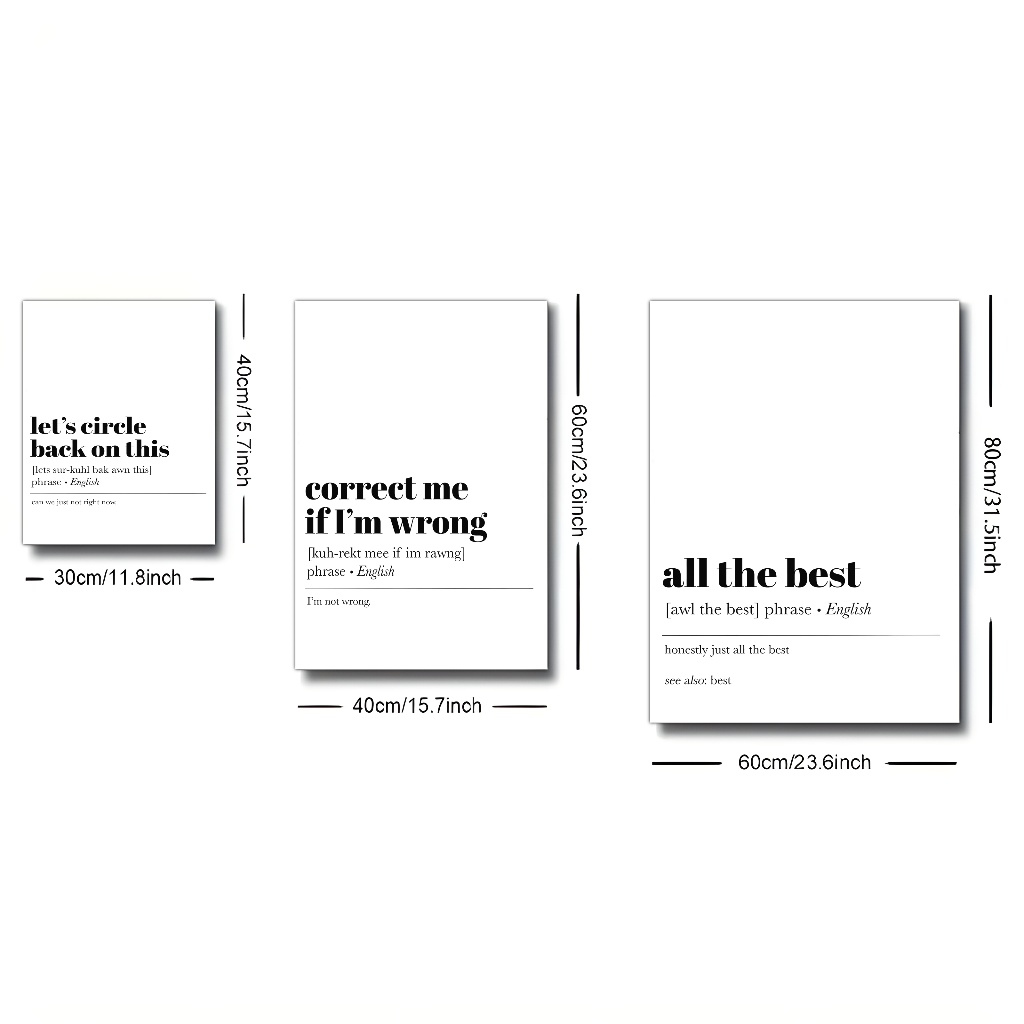 let's circle
back on this
[lets sur-kuhl bak awn this]
phrase • English
can we just not right now.
40cm/15.7inch
30cm/11.8inch
correct me
if I'm wrong
[kuh-rekt mee if im rawng]
phrase • English
I'm not wrong.
60cm/23.6inch
40cm/15.7inch
all the best
[awl the best] phrase • English
honestly just all the best
see also: best
80cm/31.5inch
60cm/23.6inch